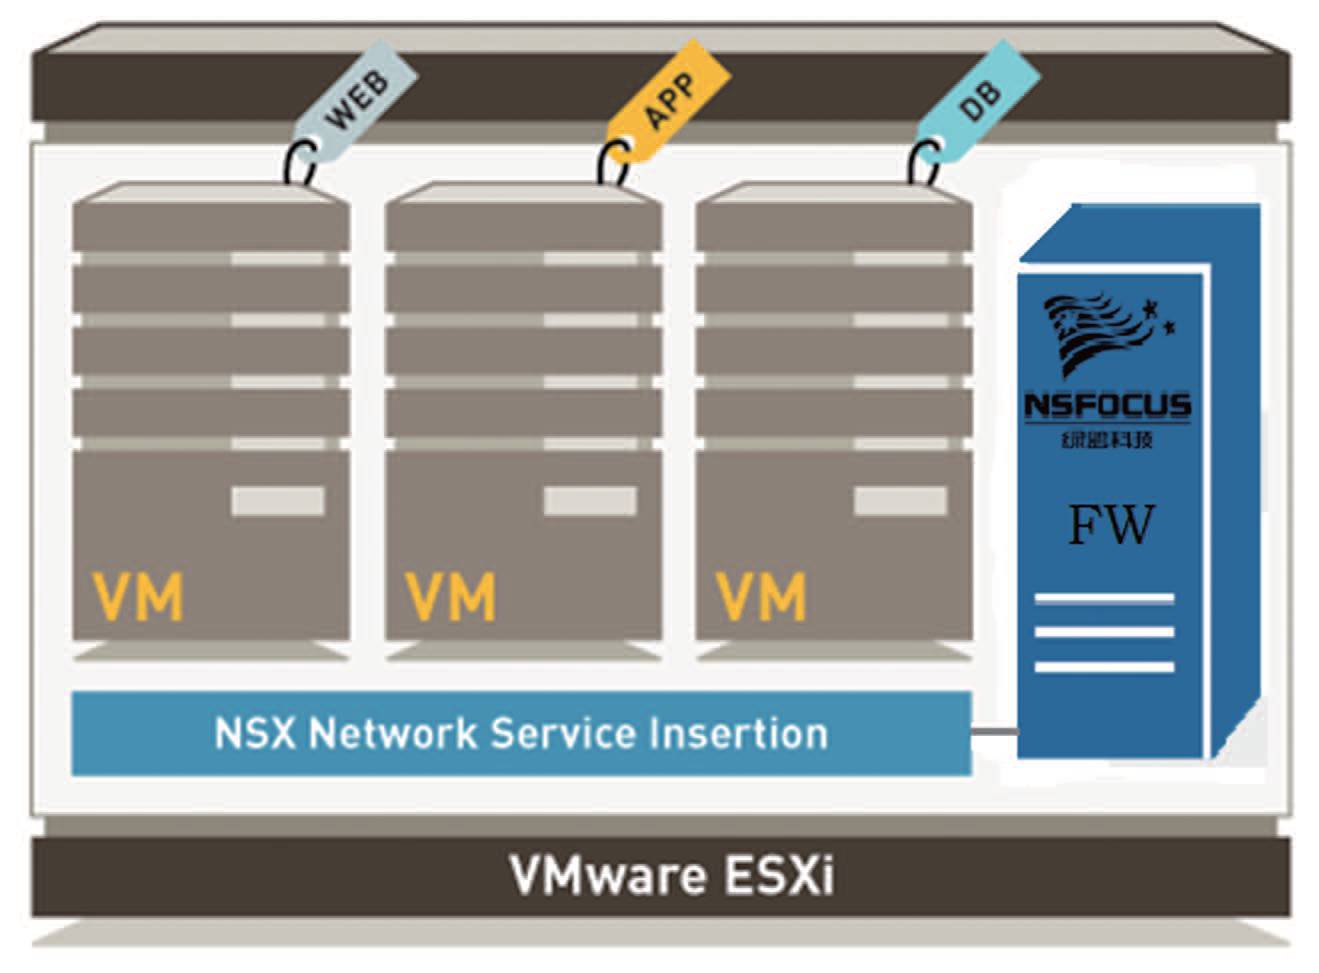 WEB
APP
DB
NSFOCUS
绿盟科技
FW
VM
VM
VM
NSX Network Service Insertion
VMware ESXi